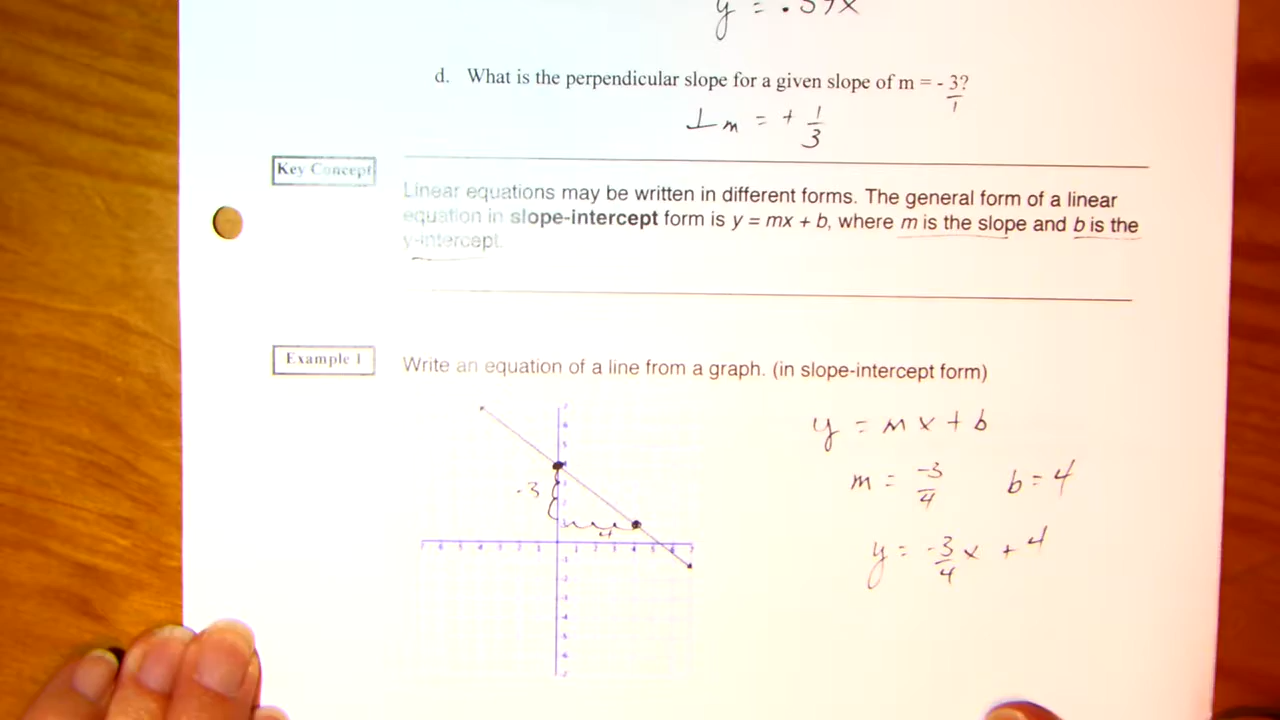 y = .59x
d. What is the perpendicular slope for a given slope of m = - 3?
1
⊥m = + 1/3
Key Concept
Linear equations may be written in different forms. The general form of a linear
equation in slope-intercept form is y = mx + b, where m is the slope and b is the
y-intercept.
Example 1
Write an equation of a line from a graph. (in slope-intercept form)
y = mx + b
m = -3/4 b = 4
y = -3/4 x + 4
-3
4